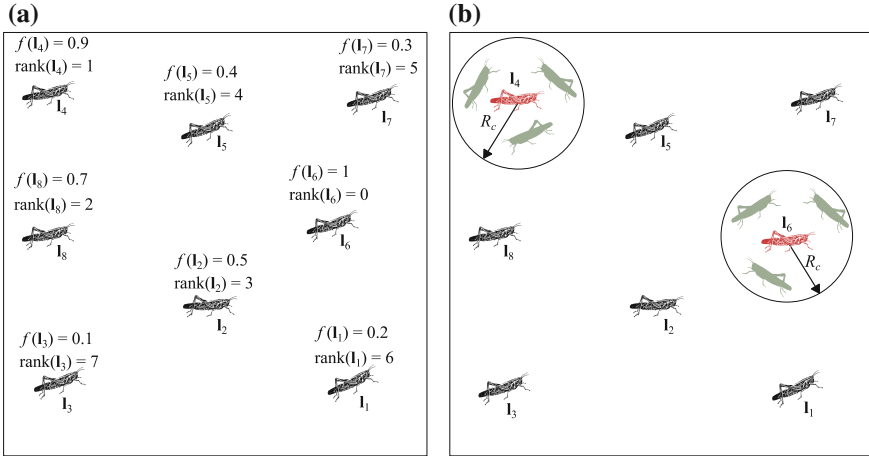 (a)
f(l₄) = 0.9
rank(l₄) = 1
l₄
f(l₅) = 0.4
rank(l₅) = 4
l₅
f(l₇) = 0.3
rank(l₇) = 5
l₇
f(l₈) = 0.7
rank(l₈) = 2
l₈
f(l₆) = 1
rank(l₆) = 0
l₆
f(l₂) = 0.5
rank(l₂) = 3
l₂
f(l₃) = 0.1
rank(l₃) = 7
l₃
f(l₁) = 0.2
rank(l₁) = 6
l₁
(b)
l₄
R_c
l₅
l₇
l₈
l₆
R_c
l₂
l₃
l₁